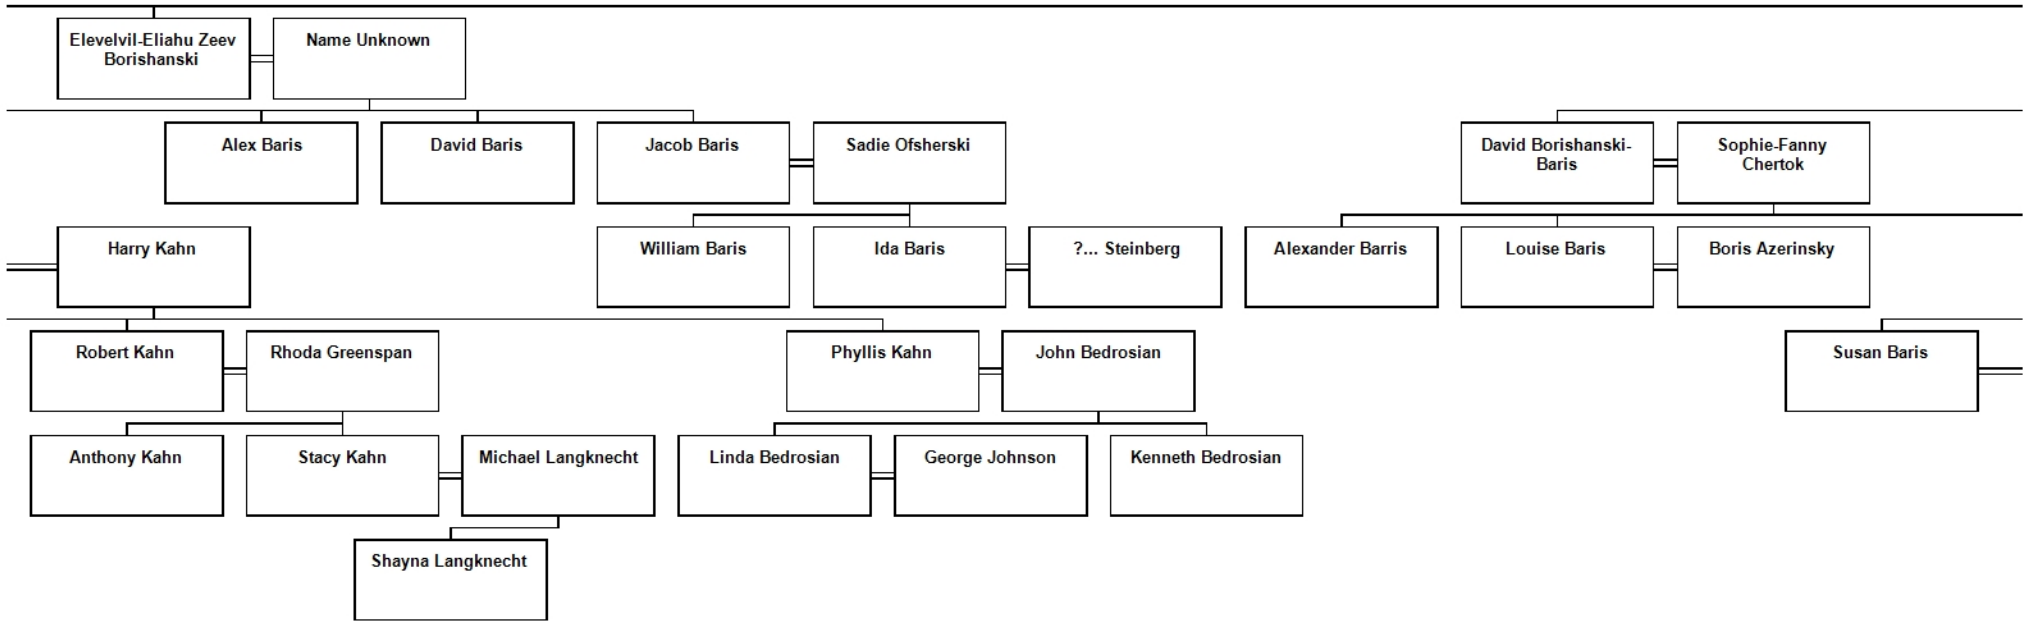 Elevelvil-Eliahu Zeev
Borishanski
Name Unknown
Alex Baris
David Baris
Jacob Baris
Sadie Ofsherski
David Borishanski-
Baris
Sophie-Fanny
Chertok
Harry Kahn
William Baris
Ida Baris
?... Steinberg
Alexander Barris
Louise Baris
Boris Azerinsky
Robert Kahn
Rhoda Greenspan
Phyllis Kahn
John Bedrosian
Susan Baris
Anthony Kahn
Stacy Kahn
Michael Langknecht
Linda Bedrosian
George Johnson
Kenneth Bedrosian
Shayna Langknecht